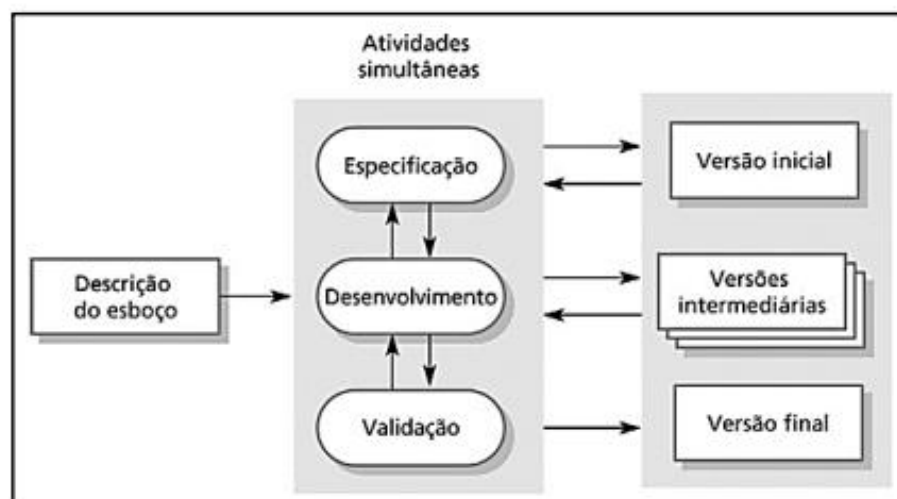 Atividades
simultâneas
Especificação
Versão inicial
Descrição
do esboço
Desenvolvimento
Versões
intermediárias
Validação
Versão final